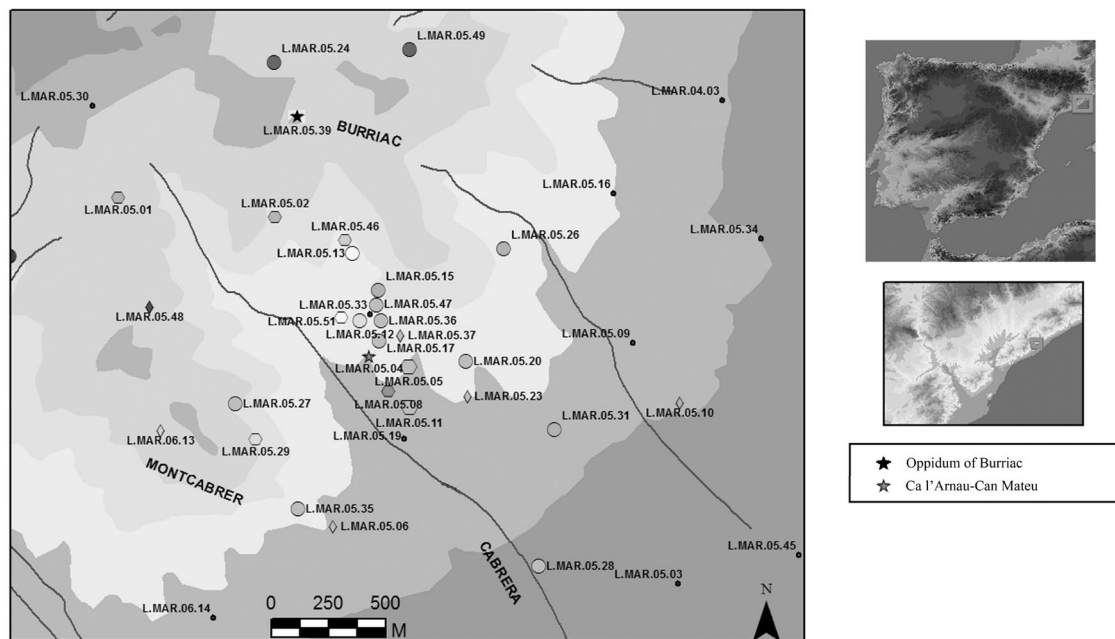 L.MAR.05.24
L.MAR.05.49
L.MAR.05.30
L.MAR.04.03
L.MAR.05.39
BURRIAC
L.MAR.05.16
L.MAR.05.01
L.MAR.05.02
L.MAR.05.46
L.MAR.05.13
L.MAR.05.26
L.MAR.05.34
L.MAR.05.15
L.MAR.05.48
L.MAR.05.33
L.MAR.05.47
L.MAR.05.51
L.MAR.05.36
L.MAR.05.12
L.MAR.05.37
L.MAR.05.17
L.MAR.05.09
L.MAR.05.04
L.MAR.05.20
L.MAR.05.05
L.MAR.05.23
L.MAR.05.08
L.MAR.05.10
L.MAR.05.27
L.MAR.05.11
L.MAR.05.31
L.MAR.05.19
L.MAR.06.13
L.MAR.05.29
MONTCABRER
L.MAR.05.35
L.MAR.05.06
CABRERA
L.MAR.05.28
L.MAR.05.03
L.MAR.05.45
L.MAR.06.14
0 250 500
M
N
Oppidum of Burriac
Ca l'Arnau-Can Mateu